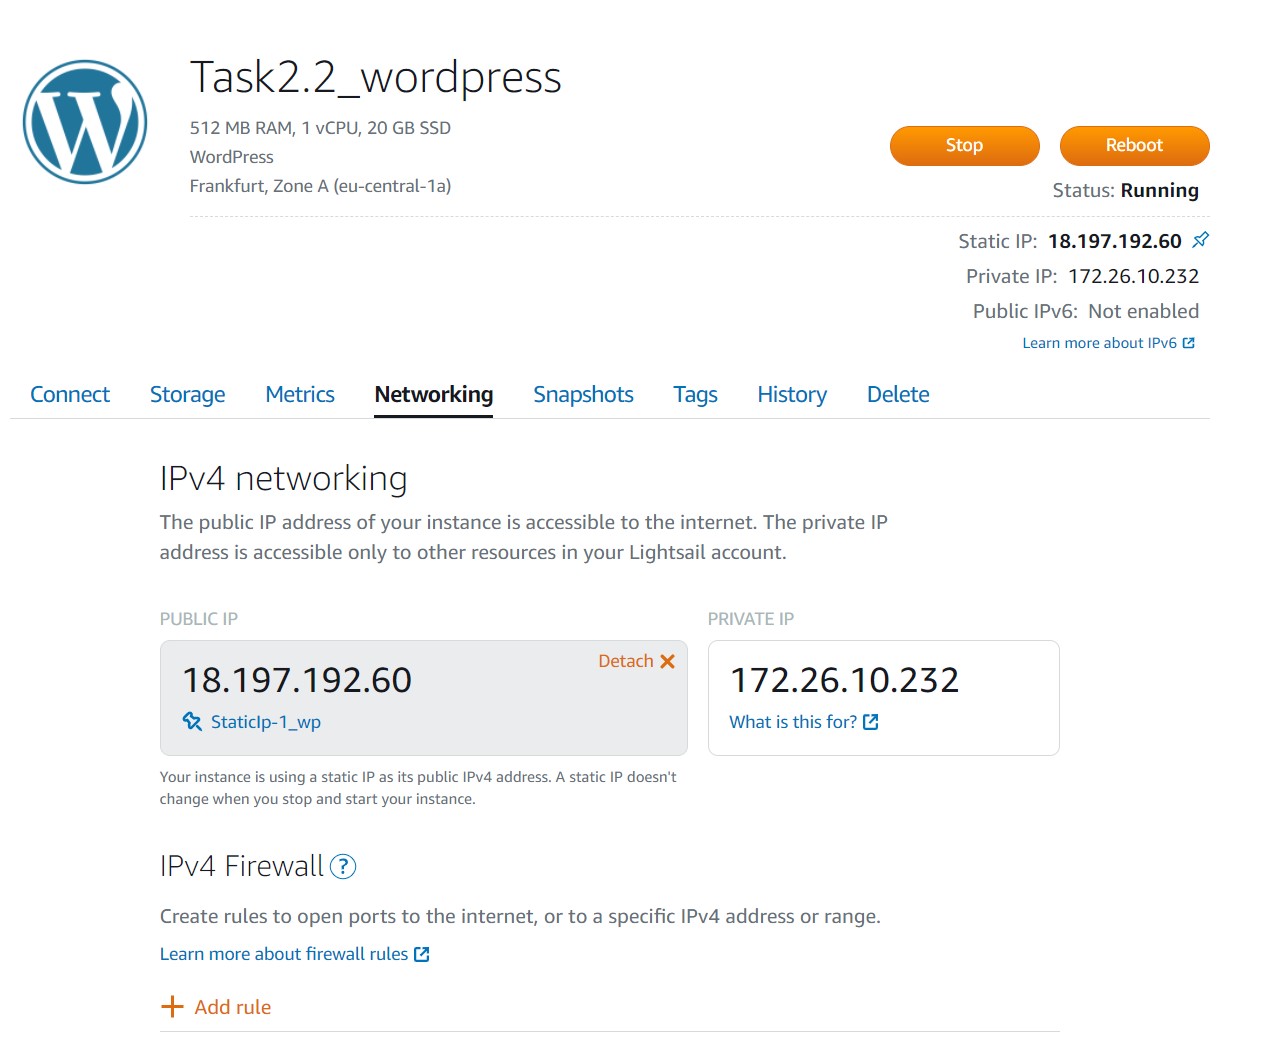 Task2.2_wordpress
512 MB RAM, 1 vCPU, 20 GB SSD
WordPress
Frankfurt, Zone A (eu-central-1a)
Stop
Reboot
Status: Running
Static IP: 18.197.192.60
Private IP: 172.26.10.232
Public IPv6: Not enabled
Learn more about IPv6
Connect Storage Metrics Networking Snapshots Tags History Delete
IPv4 networking
The public IP address of your instance is accessible to the internet. The private IP
address is accessible only to other resources in your Lightsail account.
PUBLIC IP
Detach
18.197.192.60
StaticIp-1_wp
PRIVATE IP
172.26.10.232
What is this for?
Your instance is using a static IP as its public IPv4 address. A static IP doesn't
change when you stop and start your instance.
IPv4 Firewall ?
Create rules to open ports to the internet, or to a specific IPv4 address or range.
Learn more about firewall rules
+ Add rule